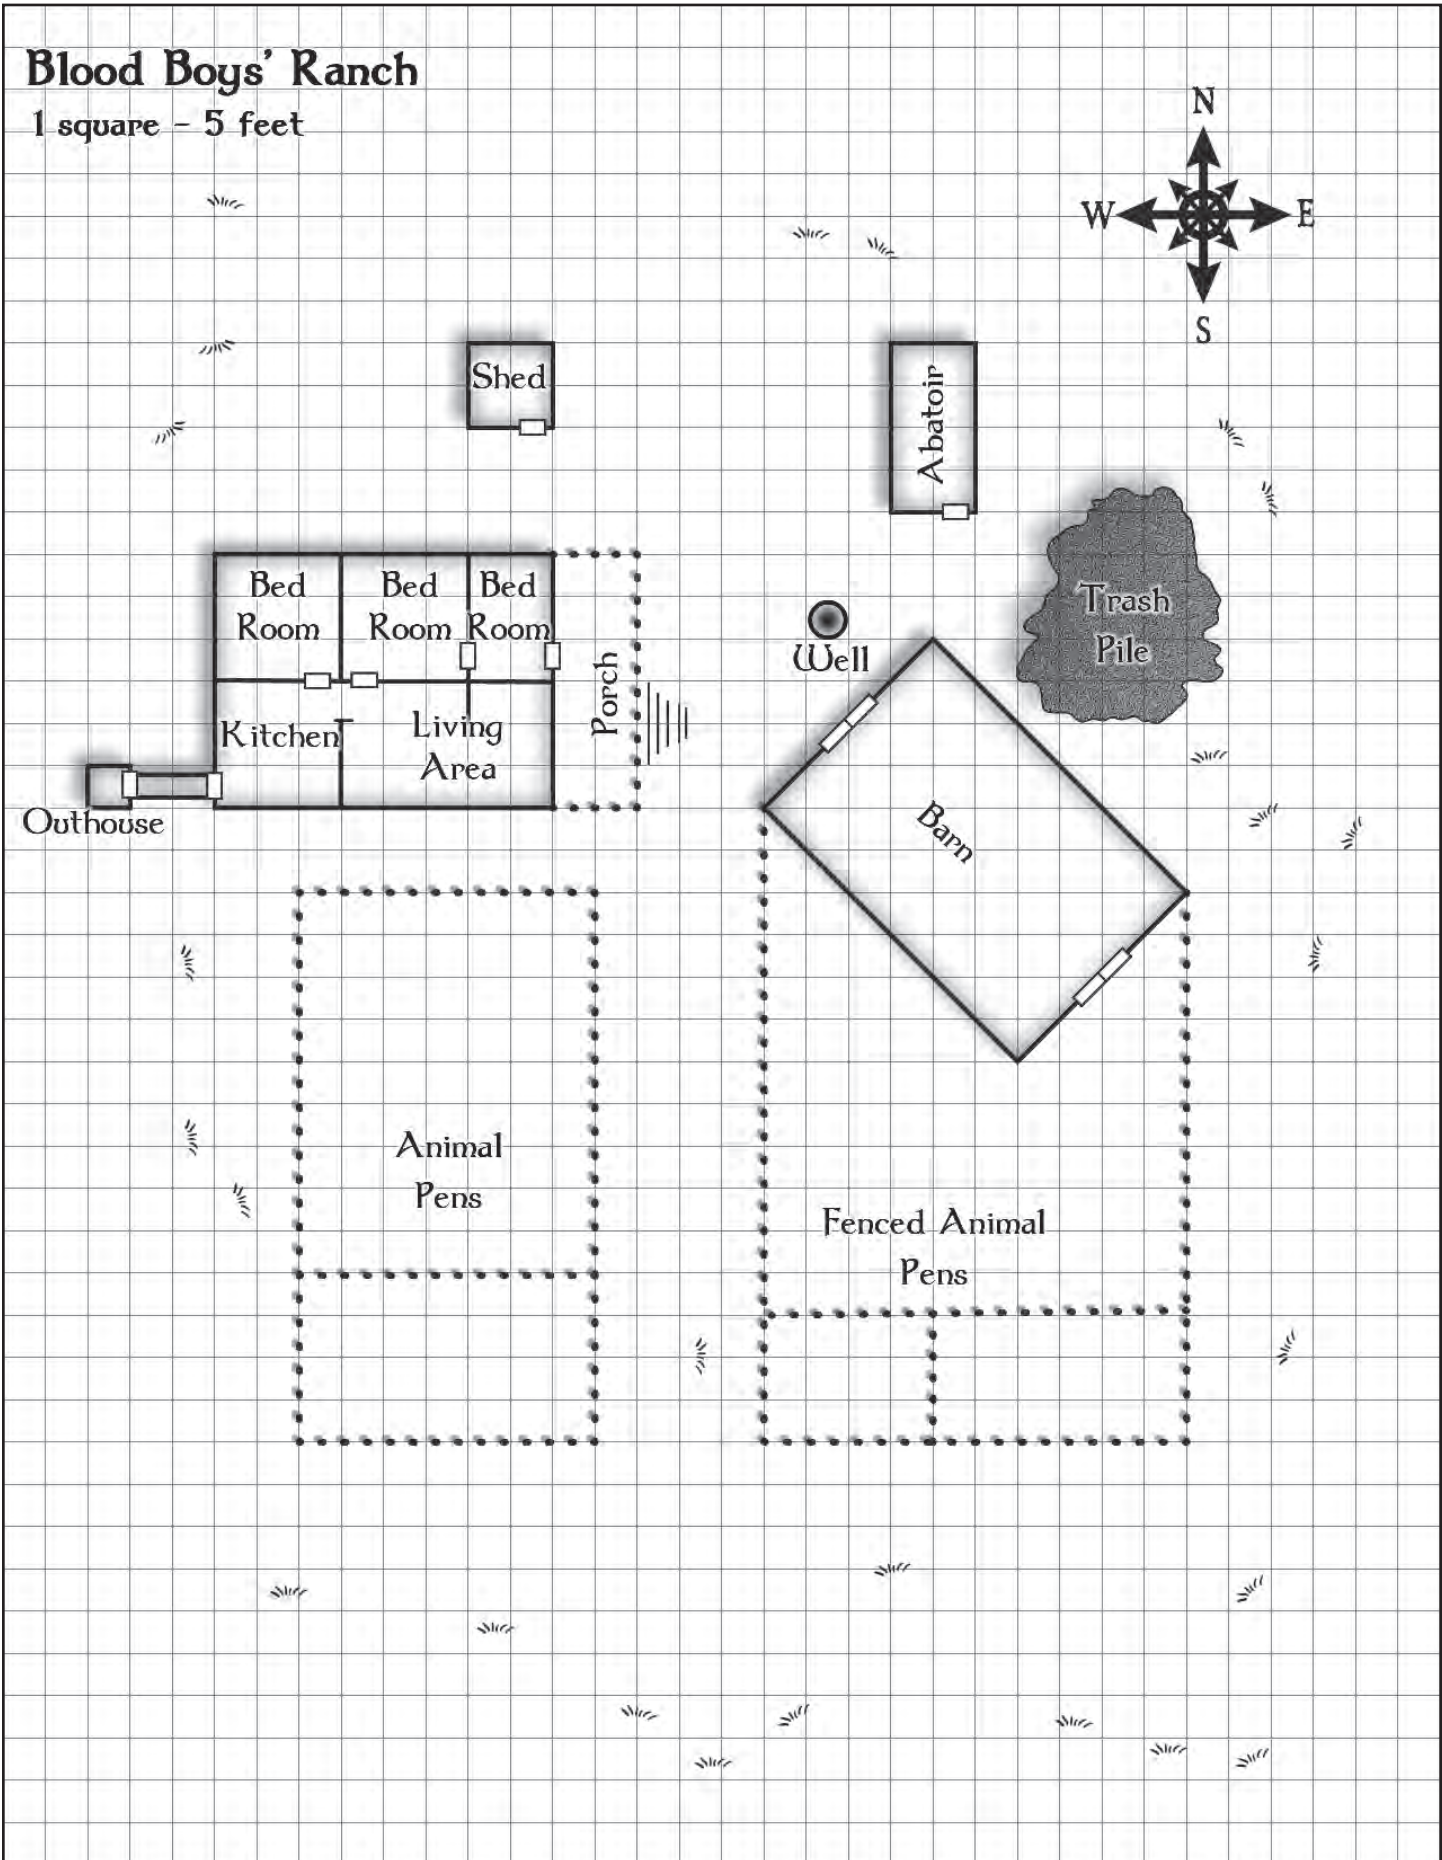 Blood Boys' Ranch
1 square - 5 feet
N
W
E
S
Shed
Abatoir
Bed
Room
Bed
Room
Bed
Room
Trash
Pile
Well
Porch
Kitchen
Living
Area
Outhouse
Barn
Animal
Pens
Fenced Animal
Pens